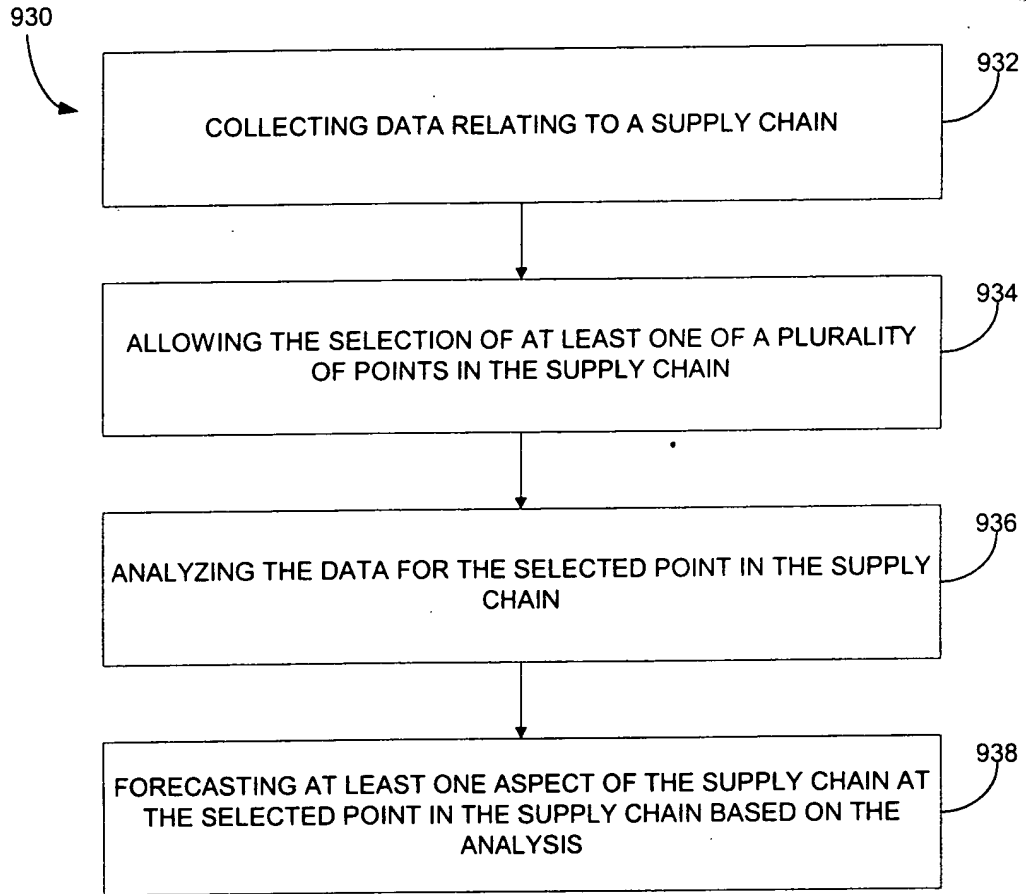 930
932
COLLECTING DATA RELATING TO A SUPPLY CHAIN
934
ALLOWING THE SELECTION OF AT LEAST ONE OF A PLURALITY
OF POINTS IN THE SUPPLY CHAIN
936
ANALYZING THE DATA FOR THE SELECTED POINT IN THE SUPPLY
CHAIN
938
FORECASTING AT LEAST ONE ASPECT OF THE SUPPLY CHAIN AT
THE SELECTED POINT IN THE SUPPLY CHAIN BASED ON THE
ANALYSIS